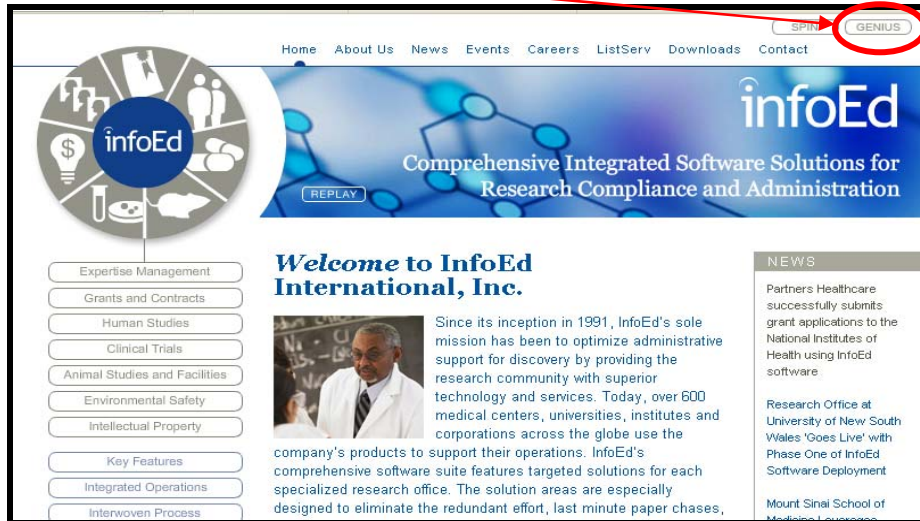 SPIN GENIUS
Home About Us News Events Careers ListServ Downloads Contact
infoEd
$
infoEd
Comprehensive Integrated Software Solutions for
Research Compliance and Administration
REPLAY
Expertise Management
Grants and Contracts
Human Studies
Clinical Trials
Animal Studies and Facilities
Environmental Safety
Intellectual Property
Key Features
Integrated Operations
Interwoven Process
Welcome to InfoEd
International, Inc.
Since its inception in 1991, InfoEd's sole
mission has been to optimize administrative
support for discovery by providing the
research community with superior
technology and services. Today, over 600
medical centers, universities, institutes and
corporations across the globe use the
company's products to support their operations. InfoEd's
comprehensive software suite features targeted solutions for each
specialized research office. The solution areas are especially
designed to eliminate the redundant effort, last minute paper chases,
NEWS
Partners Healthcare
successfully submits
grant applications to the
National Institutes of
Health using InfoEd
software
Research Office at
University of New South
Wales 'Goes Live' with
Phase One of InfoEd
Software Deployment
Mount Sinai School of
Medicine Leverages